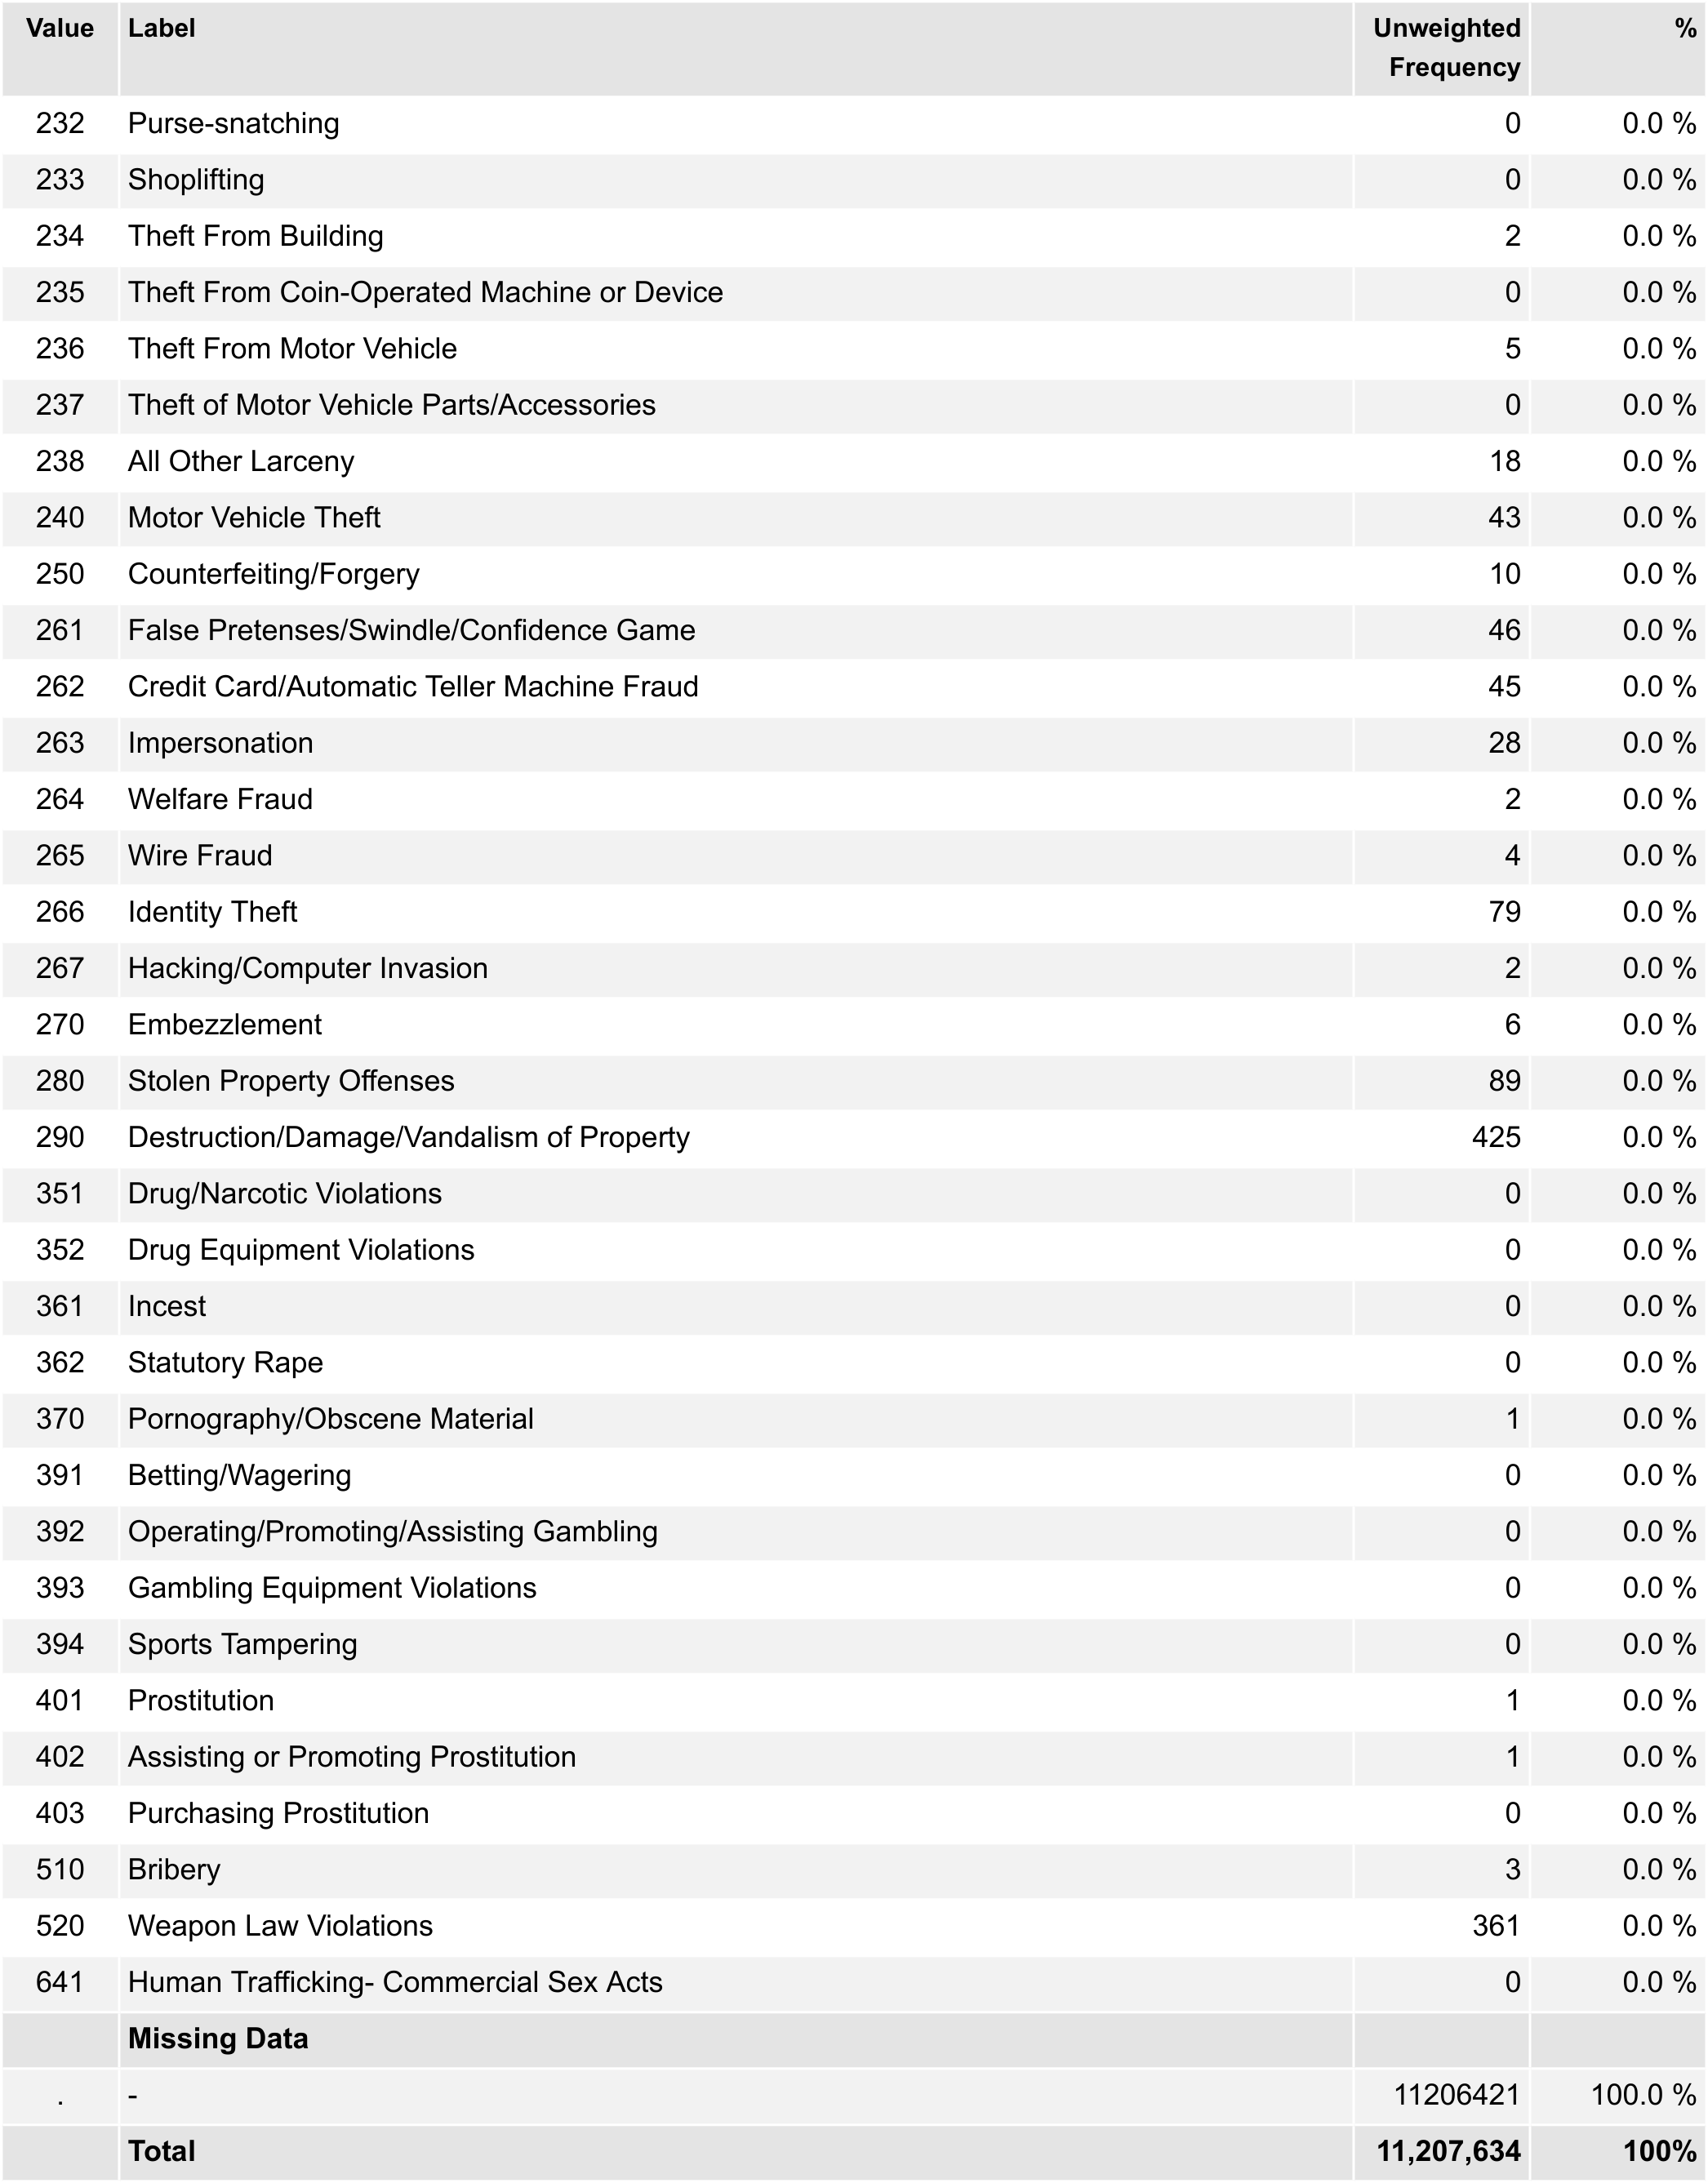 Value Label Unweighted Frequency %
232 Purse-snatching 0 0.0 %
233 Shoplifting 0 0.0 %
234 Theft From Building 2 0.0 %
235 Theft From Coin-Operated Machine or Device 0 0.0 %
236 Theft From Motor Vehicle 5 0.0 %
237 Theft of Motor Vehicle Parts/Accessories 0 0.0 %
238 All Other Larceny 18 0.0 %
240 Motor Vehicle Theft 43 0.0 %
250 Counterfeiting/Forgery 10 0.0 %
261 False Pretenses/Swindle/Confidence Game 46 0.0 %
262 Credit Card/Automatic Teller Machine Fraud 45 0.0 %
263 Impersonation 28 0.0 %
264 Welfare Fraud 2 0.0 %
265 Wire Fraud 4 0.0 %
266 Identity Theft 79 0.0 %
267 Hacking/Computer Invasion 2 0.0 %
270 Embezzlement 6 0.0 %
280 Stolen Property Offenses 89 0.0 %
290 Destruction/Damage/Vandalism of Property 425 0.0 %
351 Drug/Narcotic Violations 0 0.0 %
352 Drug Equipment Violations 0 0.0 %
361 Incest 0 0.0 %
362 Statutory Rape 0 0.0 %
370 Pornography/Obscene Material 1 0.0 %
391 Betting/Wagering 0 0.0 %
392 Operating/Promoting/Assisting Gambling 0 0.0 %
393 Gambling Equipment Violations 0 0.0 %
394 Sports Tampering 0 0.0 %
401 Prostitution 1 0.0 %
402 Assisting or Promoting Prostitution 1 0.0 %
403 Purchasing Prostitution 0 0.0 %
510 Bribery 3 0.0 %
520 Weapon Law Violations 361 0.0 %
641 Human Trafficking- Commercial Sex Acts 0 0.0 %
Missing Data
. - 11206421 100.0 %
Total 11,207,634 100%